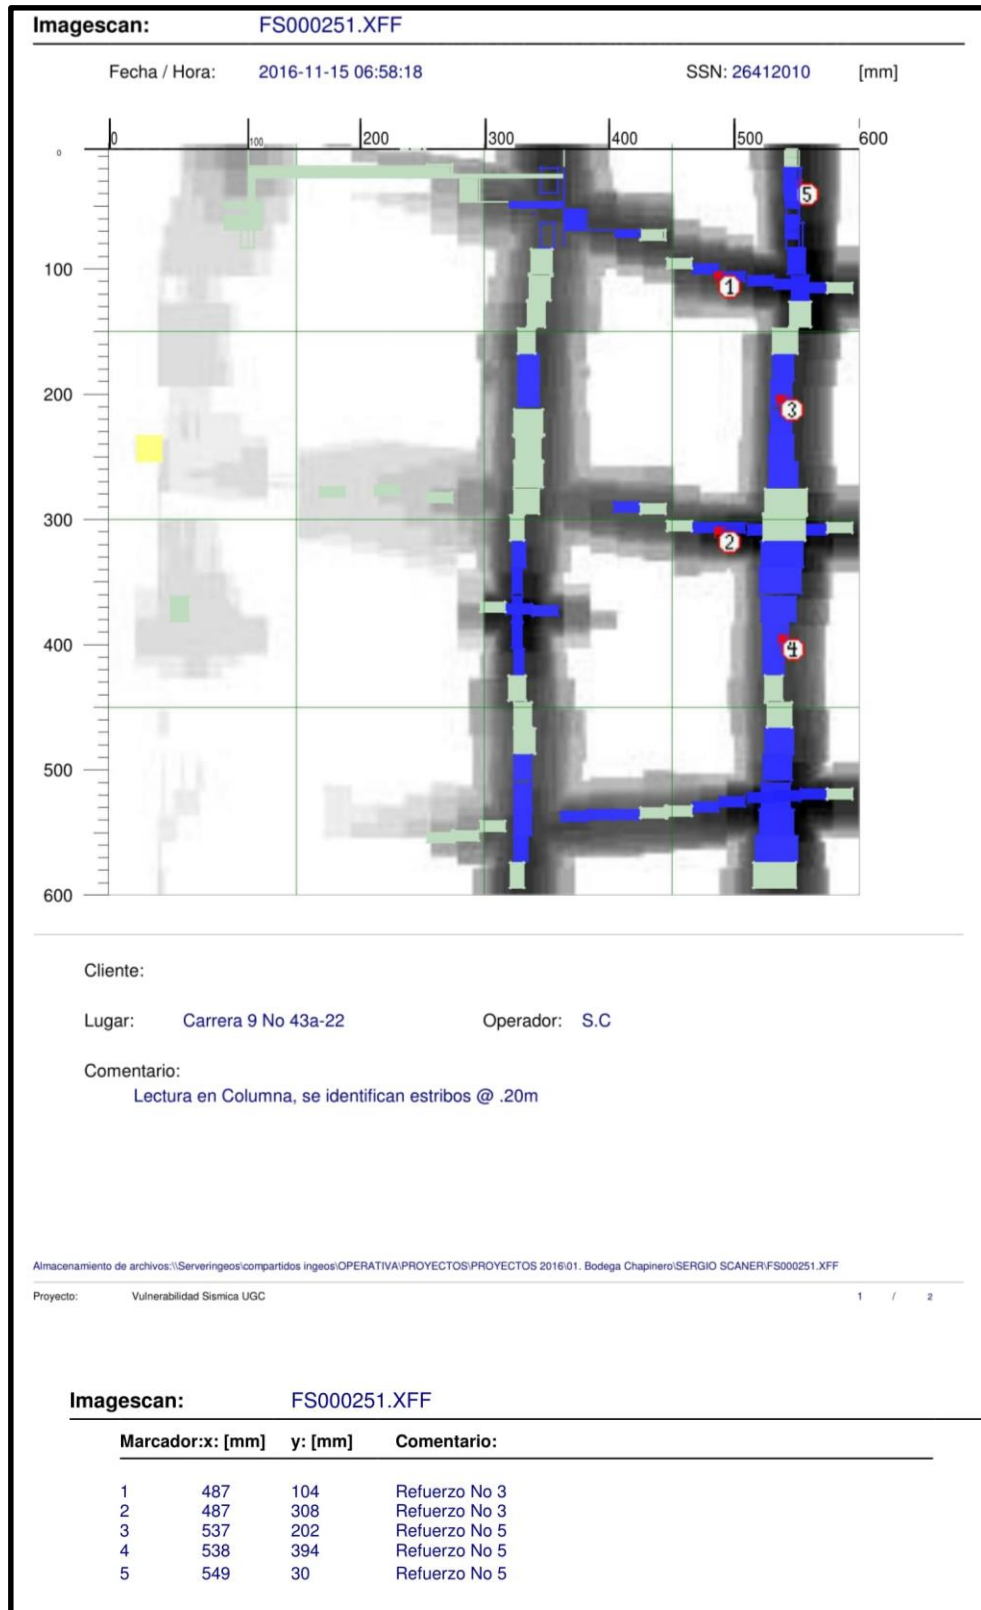 Imagescan: FS000251.XFF
Fecha / Hora: 2016-11-15 06:58:18 SSN: 26412010 [mm]
0 100 200 300 400 500 600
0
5
100
1
200
3
300
2
400
4
500
600
Cliente:
Lugar: Carrera 9 No 43a-22 Operador: S.C
Comentario:
Lectura en Columna, se identifican estribos @ .20m
Almacenamiento de archivos:\\Serveringeos\compartidos ingeos\OPERATIVA\PROYECTOS\PROYECTOS 2016\01. Bodega Chapinero\SERGIO SCANER\FS000251.XFF
Proyecto: Vulnerabilidad Sismica UGC 1 / 2
Imagescan: FS000251.XFF
Marcador:x: [mm] y: [mm] Comentario:
1 487 104 Refuerzo No 3
2 487 308 Refuerzo No 3
3 537 202 Refuerzo No 5
4 538 394 Refuerzo No 5
5 549 30 Refuerzo No 5